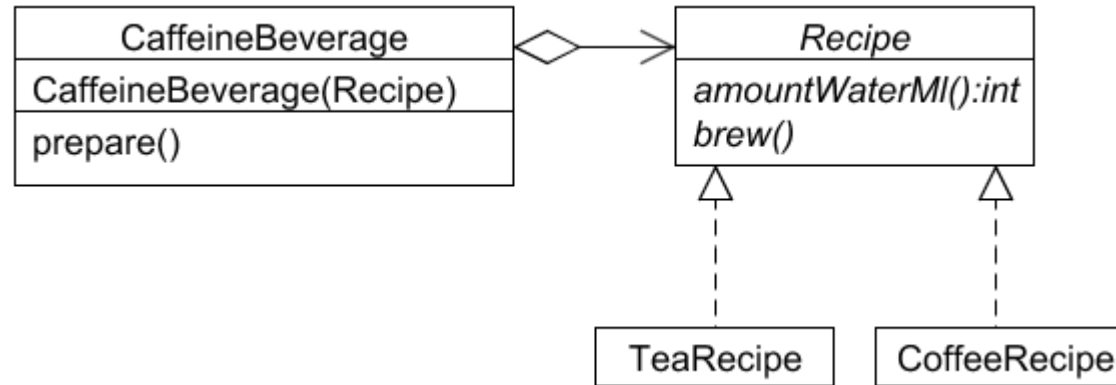 CaffeineBeverage
CaffeineBeverage(Recipe)
prepare()
Recipe
amountWaterMl():int
brew()
TeaRecipe
CoffeeRecipe